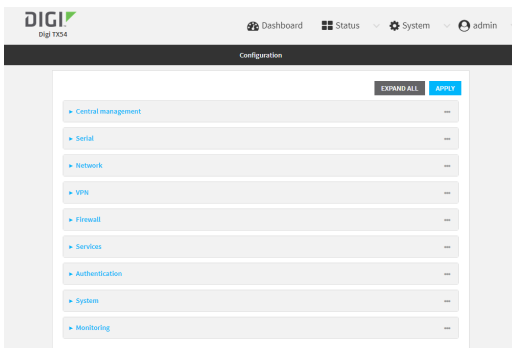 DIGI
Digi TX54
Dashboard Status System admin
Configuration
EXPAND ALL APPLY
Central management
Serial
Network
VPN
Firewall
Services
Authentication
System
Monitoring